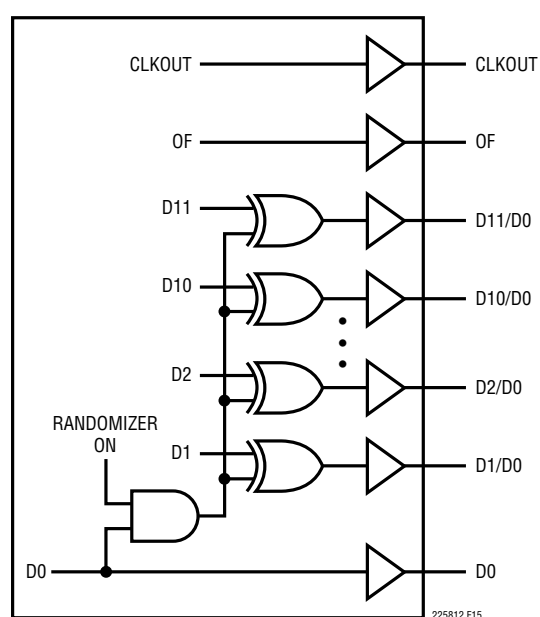 CLKOUT
CLKOUT
OF
OF
D11
D11/D0
D10
D10/D0
D2
D2/D0
RANDOMIZER
ON
D1
D1/D0
D0
D0
225812 F15